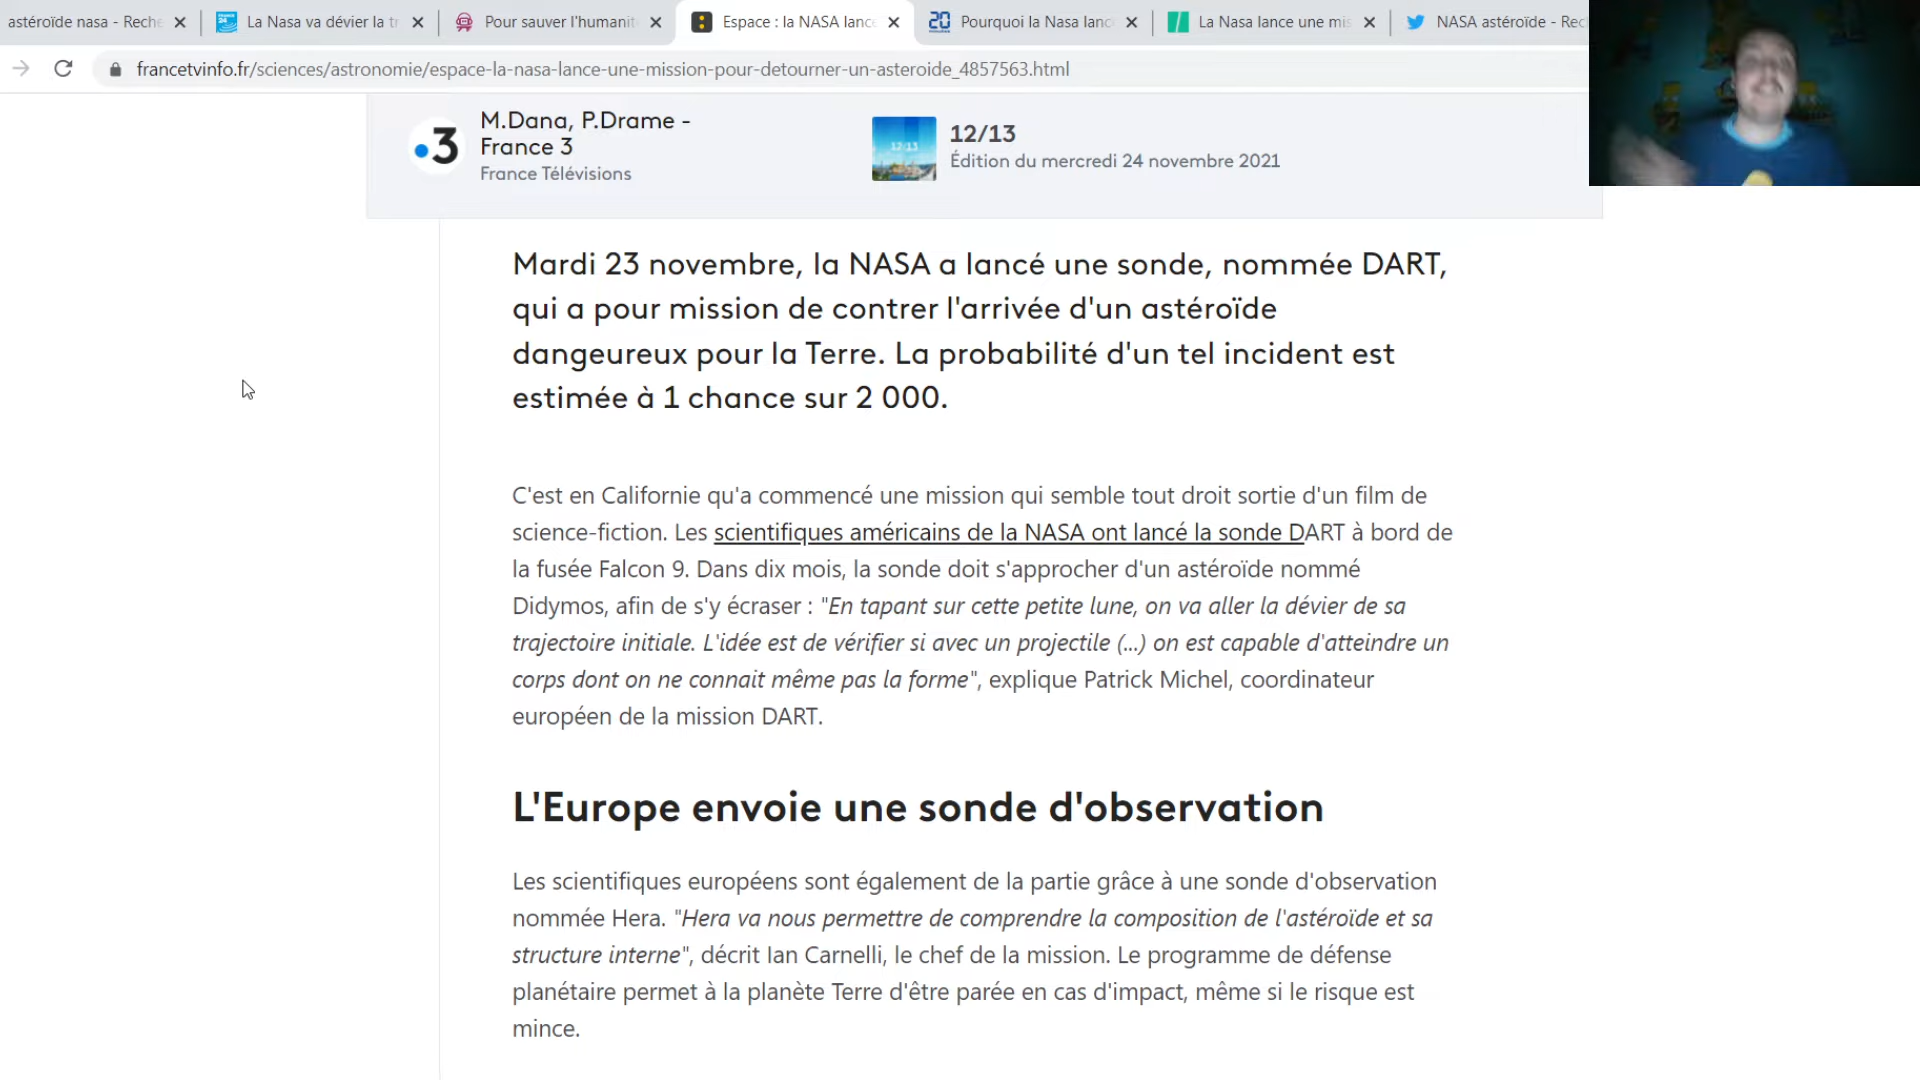 astéroïde nasa - Reche
La Nasa va dévier la tr
Pour sauver l'humanit
Espace : la NASA lance
20
Pourquoi la Nasa lanc
La Nasa lance une mis
NASA astéroïde - Rec
francetvinfo.fr/sciences/astronomie/espace-la-nasa-lance-une-mission-pour-detourner-un-asteroide_4857563.html
3
M.Dana, P.Drame -
France 3
France Télévisions
12/13
12/13
Édition du mercredi 24 novembre 2021
Mardi 23 novembre, la NASA a lancé une sonde, nommée DART,
qui a pour mission de contrer l'arrivée d'un astéroïde
dangeureux pour la Terre. La probabilité d'un tel incident est
estimée à 1 chance sur 2 000.
C'est en Californie qu'a commencé une mission qui semble tout droit sortie d'un film de
science-fiction. Les scientifiques américains de la NASA ont lancé la sonde DART à bord de
la fusée Falcon 9. Dans dix mois, la sonde doit s'approcher d'un astéroïde nommé
Didymos, afin de s'y écraser : "En tapant sur cette petite lune, on va aller la dévier de sa
trajectoire initiale. L'idée est de vérifier si avec un projectile (...) on est capable d'atteindre un
corps dont on ne connait même pas la forme", explique Patrick Michel, coordinateur
européen de la mission DART.
L'Europe envoie une sonde d'observation
Les scientifiques européens sont également de la partie grâce à une sonde d'observation
nommée Hera. "Hera va nous permettre de comprendre la composition de l'astéroïde et sa
structure interne", décrit Ian Carnelli, le chef de la mission. Le programme de défense
planétaire permet à la planète Terre d'être parée en cas d'impact, même si le risque est
mince.